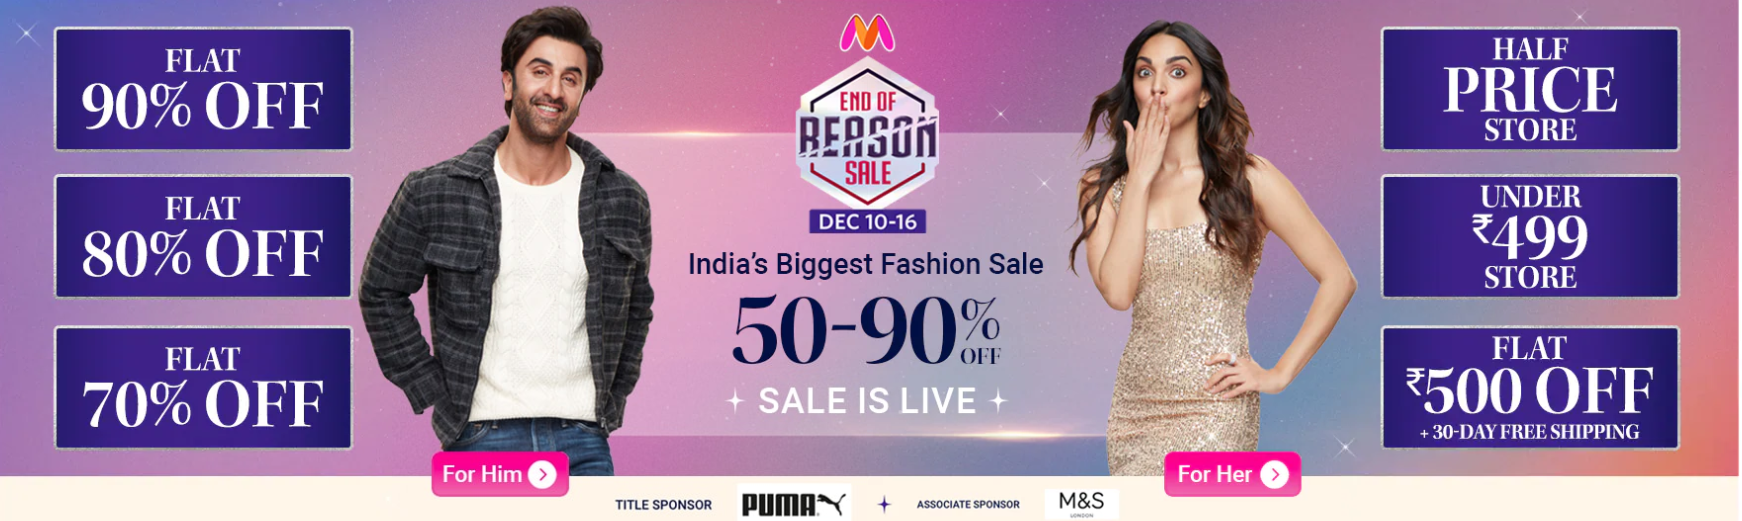 FLAT
90% OFF
FLAT
80% OFF
FLAT
70% OFF
END OF
REASON
SALE
DEC 10-16
India's Biggest Fashion Sale
50-90%
OFF
SALE IS LIVE
HALF
PRICE
STORE
UNDER
₹499
STORE
FLAT
₹500 OFF
+ 30-DAY FREE SHIPPING
For Him
For Her
TITLE SPONSOR
PUMA
ASSOCIATE SPONSOR
M&S
LONDON